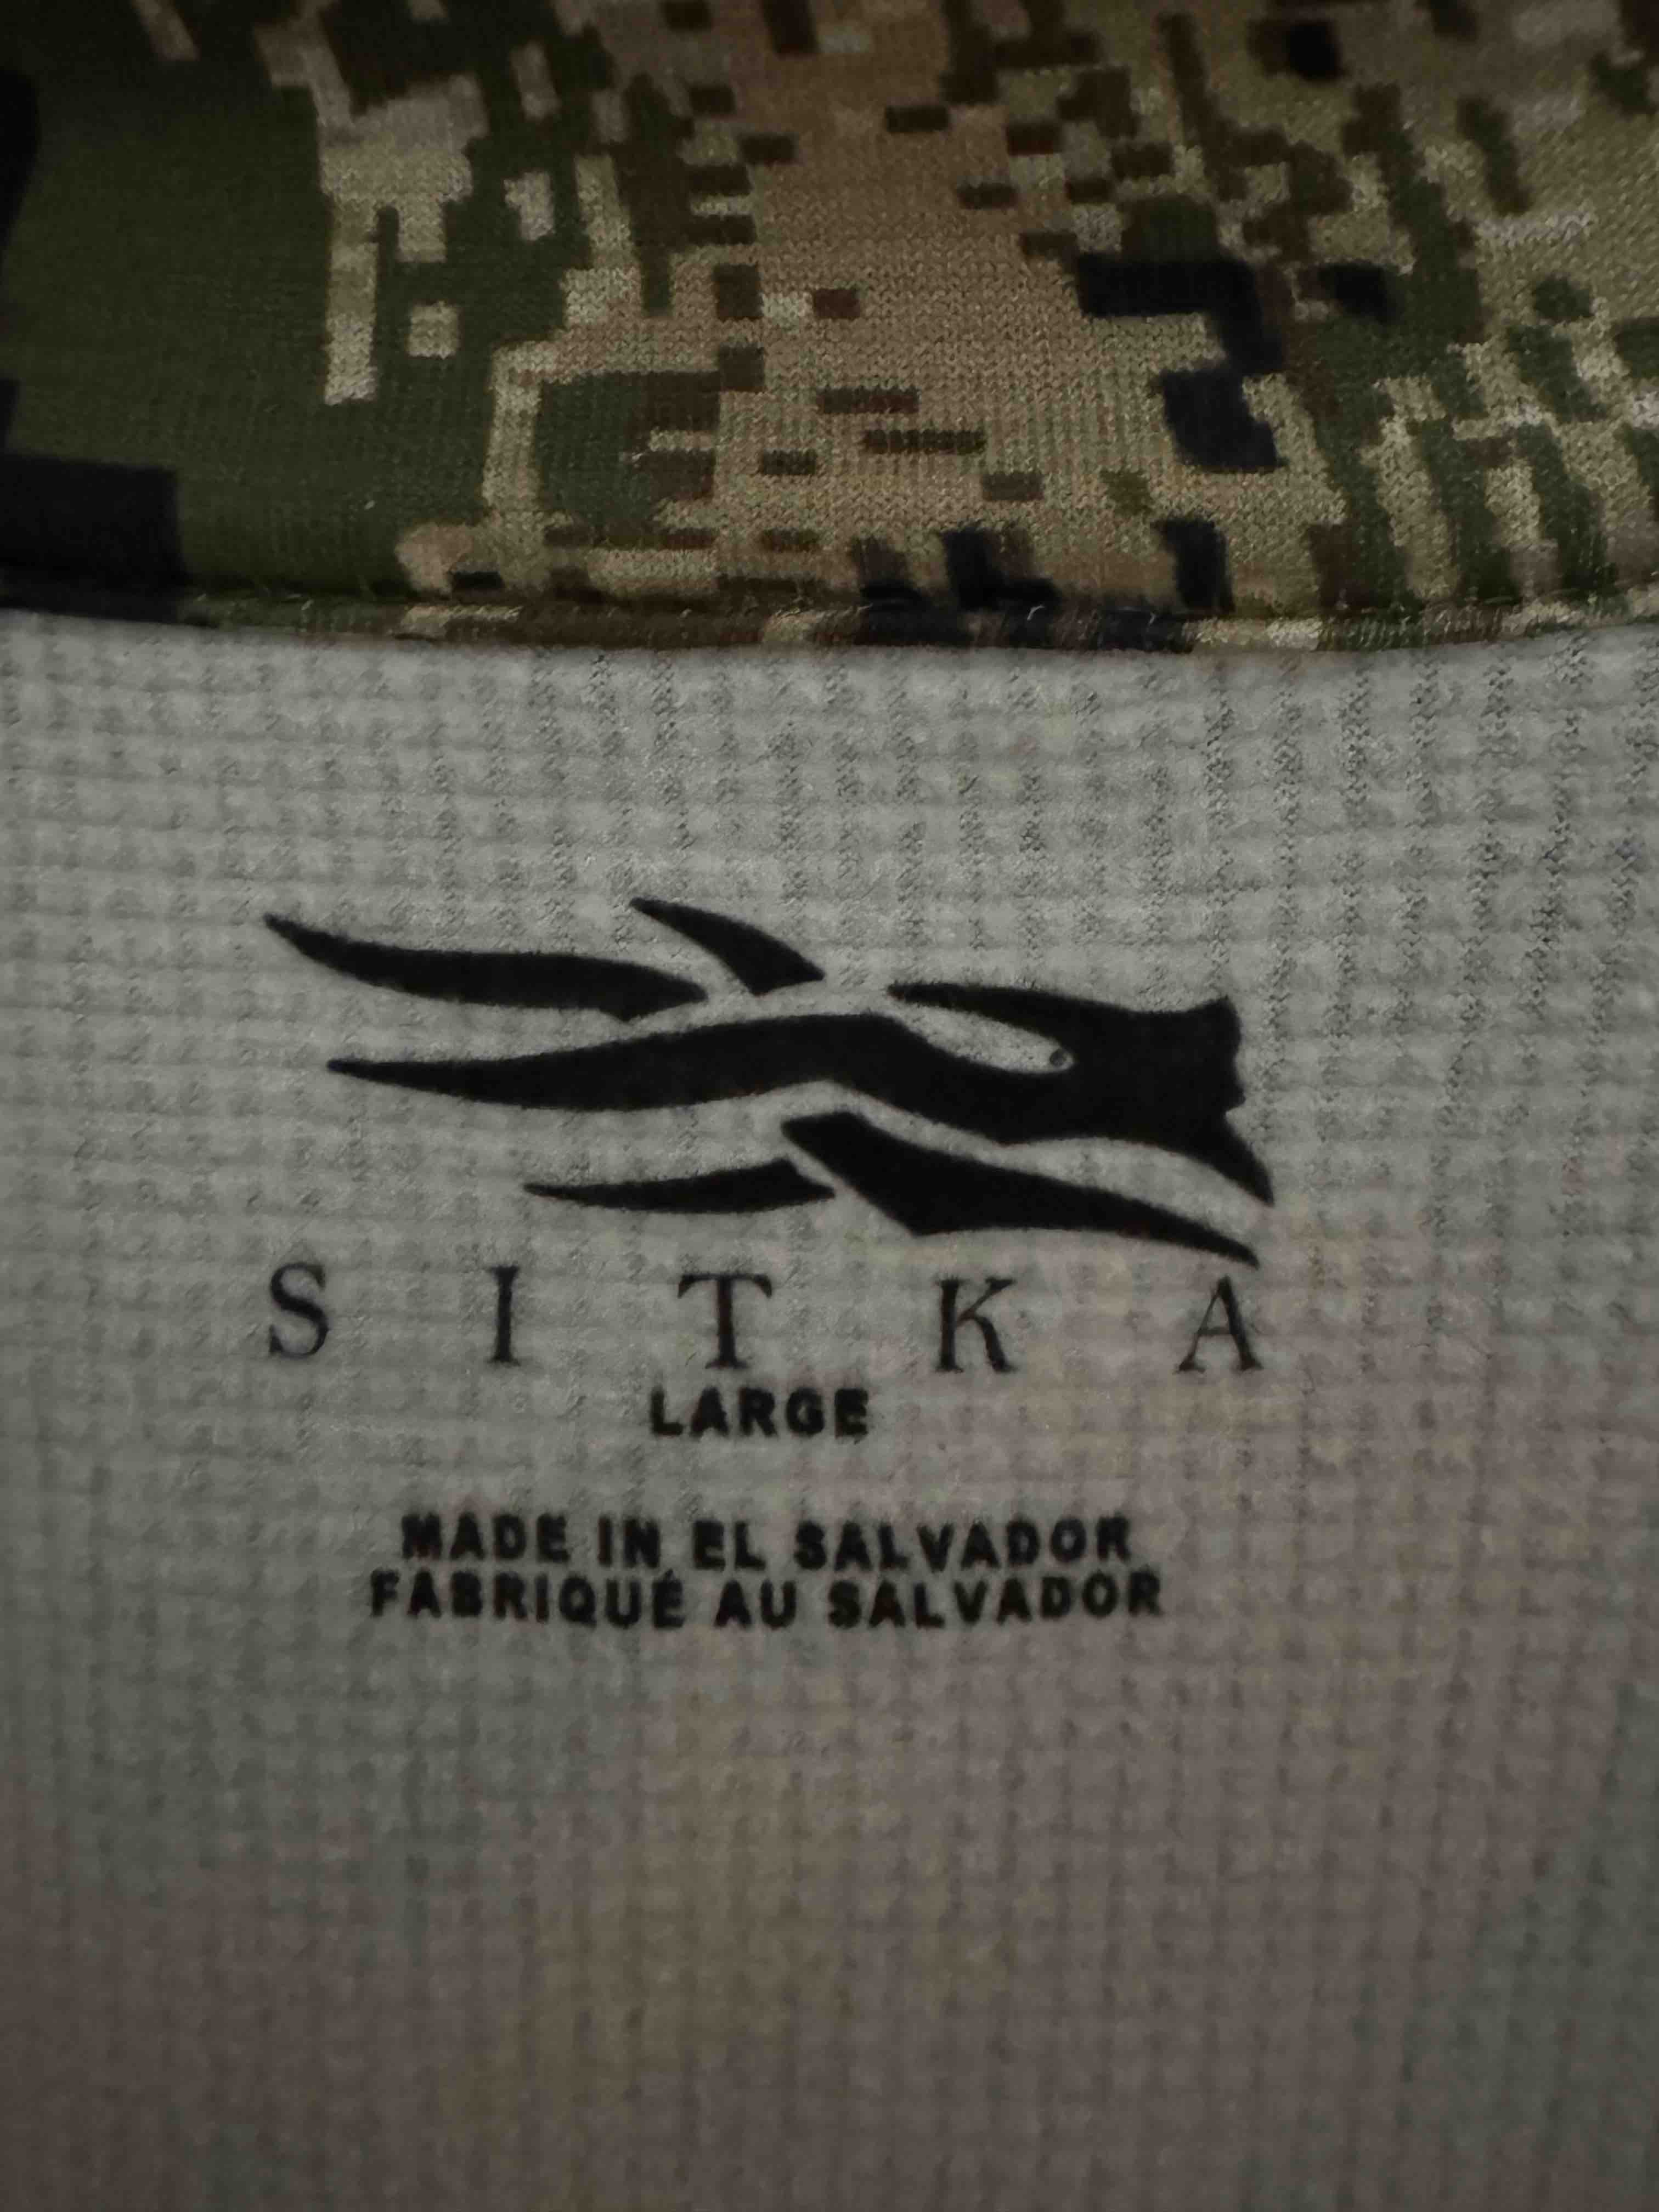 SITKA
LARGE
MADE IN EL SALVADOR
FABRIQUÉ AU SALVADOR